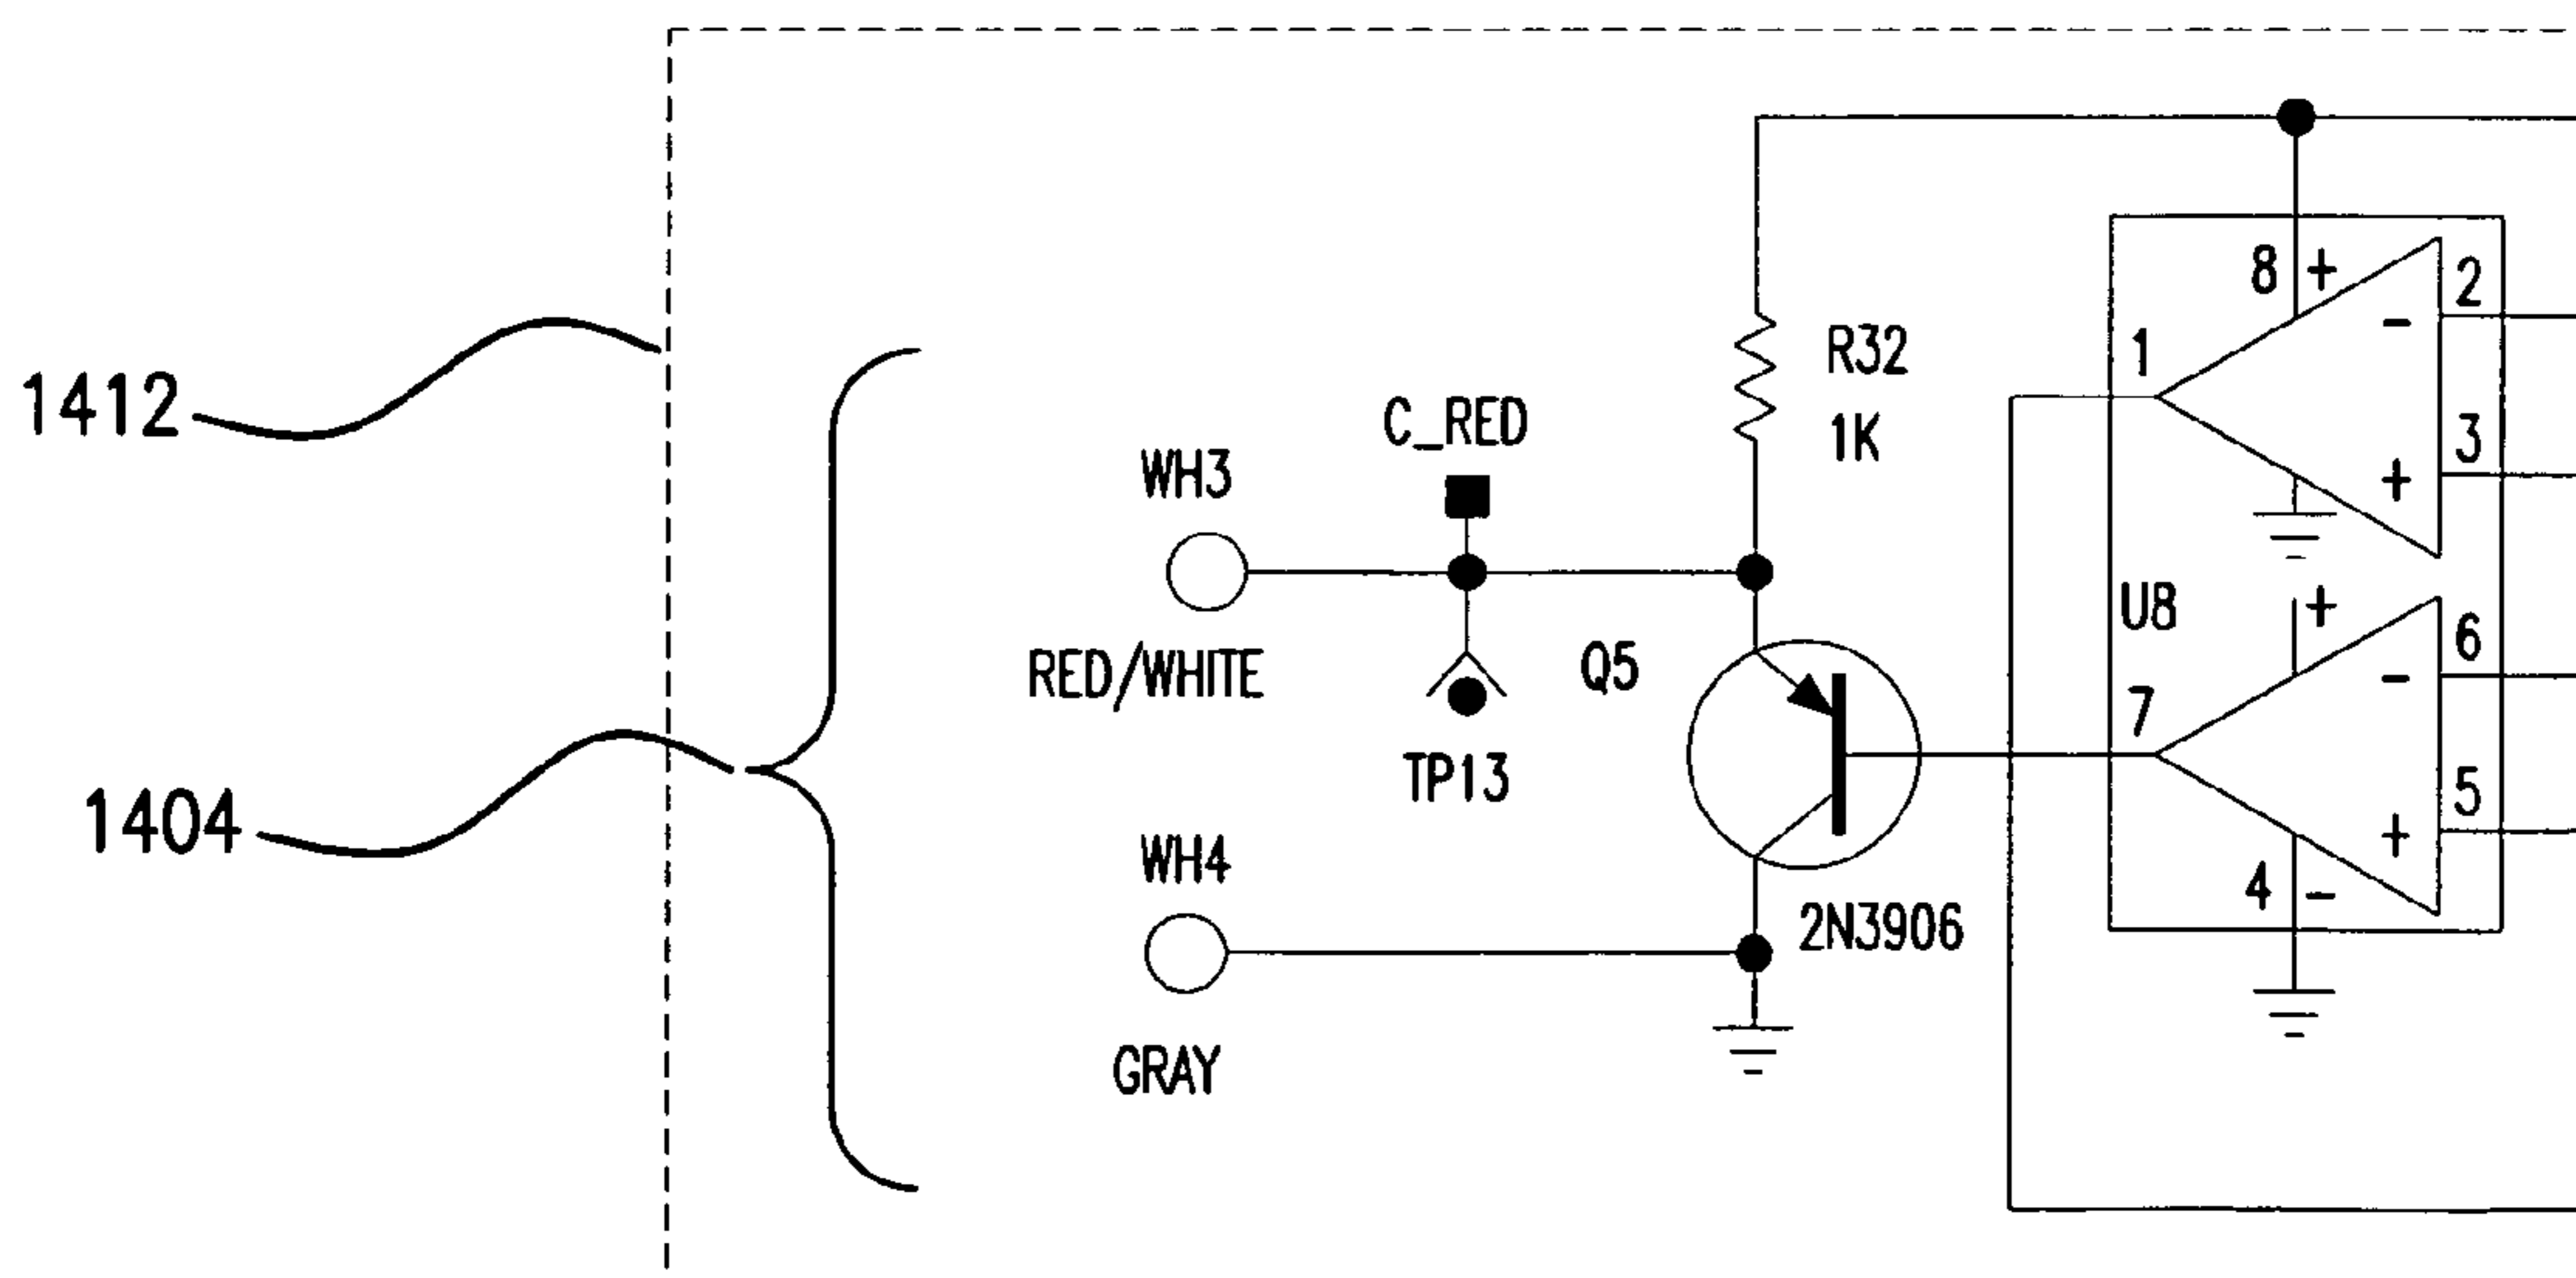 1412
1404
WH3
RED/WHITE
C_RED
TP13
WH4
GRAY
R32
1K
Q5
2N3906
U8
8 +
1
2
-
3
+
+
7
6
-
5
+
4 -